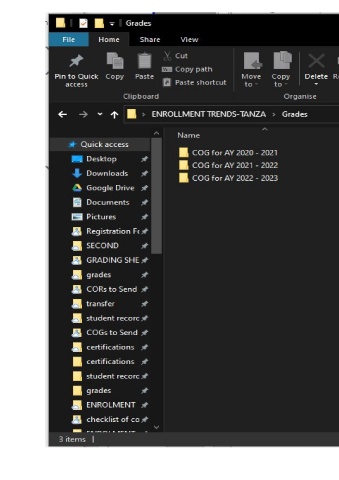 Grades
File Home Share View
Pin to Quick access
Copy
Paste
Cut
Copy path
Paste shortcut
Move to
Copy to
Delete
Clipboard
Organise
ENROLLMENT TRENDS-TANZA > Grades
Name
COG for AY 2020 - 2021
COG for AY 2021 - 2022
COG for AY 2022 - 2023
Quick access
Desktop
Downloads
Google Drive
Documents
Pictures
Registration Fr
SECOND
GRADING SHE
grades
CORs to Send
transfer
student recorc
COGs to Send
certifications
certifications
student recorc
grades
ENROLMENT
checklist of co
3 items